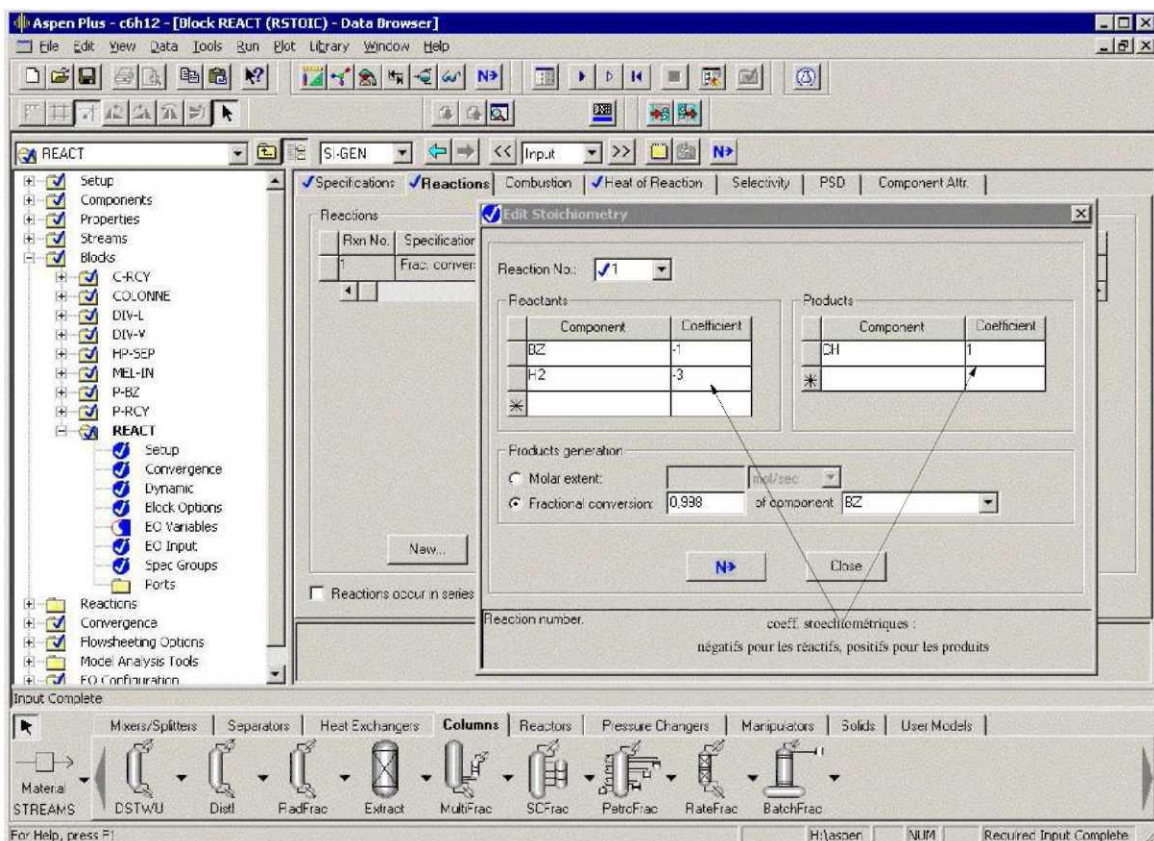 Aspen Plus - c6h12 - [Block REACT (RSTOIC) - Data Browser]
File Edit View Data Tools Run Plot Library Window Help
N>
REACT
SI-GEN
<< Input >>
N>
Setup
Components
Properties
Streams
Blocks
C-RCY
COLONNE
DIV-L
DIV-V
HP-SEP
MEL-IN
P-BZ
P-RCY
REACT
Setup
Convergence
Dynamic
Block Options
EO Variables
EO Input
Spec Groups
Ports
Reactions
Convergence
Flowsheeting Options
Model Analysis Tools
EO Configuration
Specifications Reactions Combustion Heat of Reaction Selectivity PSD Component Attr.
Reactions
Rxn No. Specification
1 Frac. convers
New...
Reactions occur in series
Edit Stoichiometry
Reaction No.: 1
Reactants
Component Coefficient
BZ -1
H2 -3
Products
Component Coefficient
CH 1
Products generation
Molar extent: mol/sec
Fractional conversion: 0,998 of component BZ
N> Close
Reaction number.
coeff. stoechiométriques :
négatifs pour les réactifs, positifs pour les produits
Input Complete
Mixers/Splitters Separators Heat Exchangers Columns Reactors Pressure Changers Manipulators Solids User Models
Material
STREAMS
DSTWU Distl RadFrac Extract MultiFrac SCFrac PetroFrac RateFrac BatchFrac
For Help, press F1
H:\aspen NUM Required Input Complete